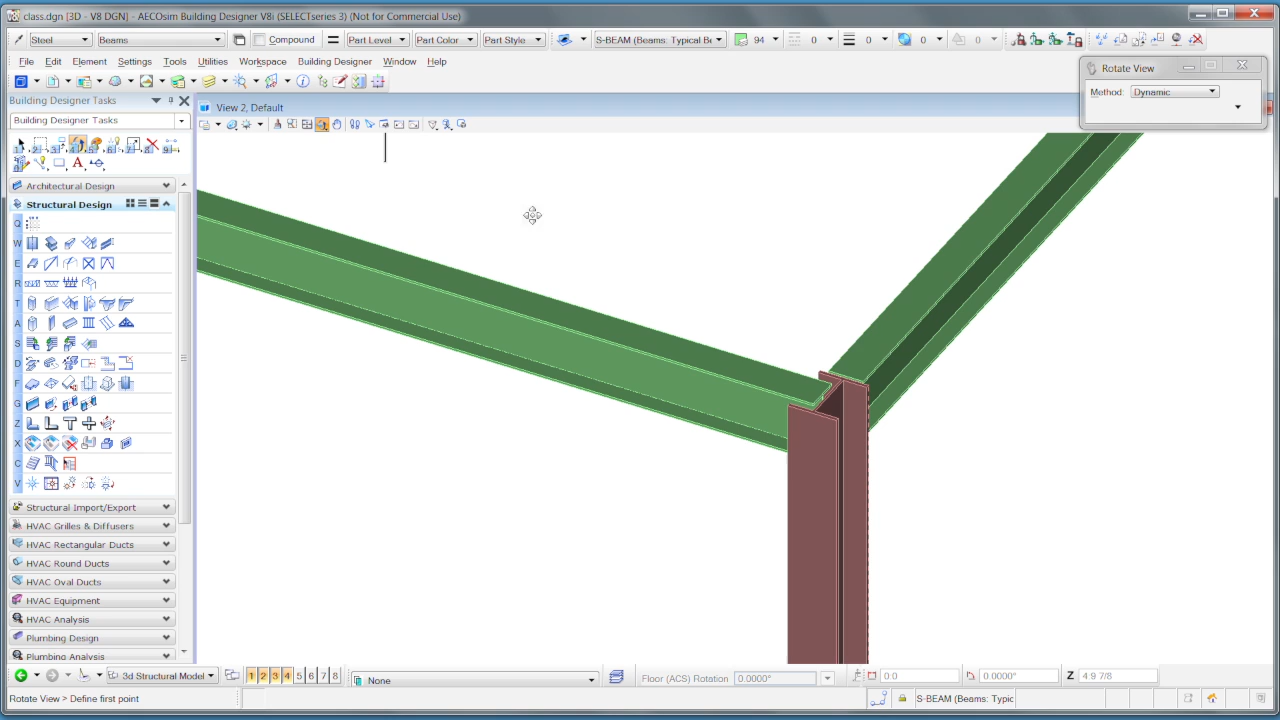 class.dgn [3D - V8 DGN] - AECOsim Building Designer V8i (SELECTseries 3) (Not for Commercial Use)
Steel Beams Compound Part Level Part Color Part Style S-BEAM (Beams: Typical Be 94 0 0 0 0
File Edit Element Settings Tools Utilities Workspace Building Designer Window Help
Rotate View
Method: Dynamic
Building Designer Tasks
View 2, Default
Building Designer Tasks
Architectural Design
Structural Design
Q
W
E
R
T
A
S
D
F
G
Z
X
C
V
Structural Import/Export
HVAC Grilles & Diffusers
HVAC Rectangular Ducts
HVAC Round Ducts
HVAC Oval Ducts
HVAC Equipment
HVAC Analysis
Plumbing Design
Plumbing Analysis
3d Structural Model 1 2 3 4 5 6 7 8 None Floor (ACS) Rotation 0.0000° 0:0 0.0000° Z 4 9 7/8
Rotate View > Define first point S-BEAM (Beams: Typic